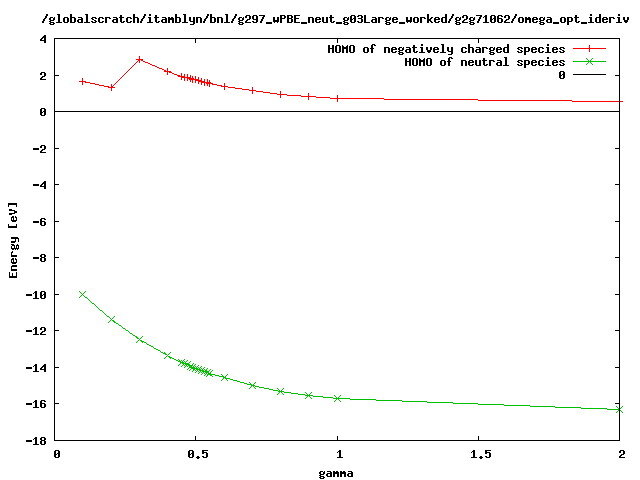 /globalscratch/itamblyn/bnl/g297_wPBE_neut_g03Large_worked/g2g71062/omega_opt_ideriv
HOMO of negatively charged species
HOMO of neutral species
0
4
2
0
-2
-4
-6
-8
-10
-12
-14
-16
-18
Energy [eV]
0 0.5 1 1.5 2
gamma